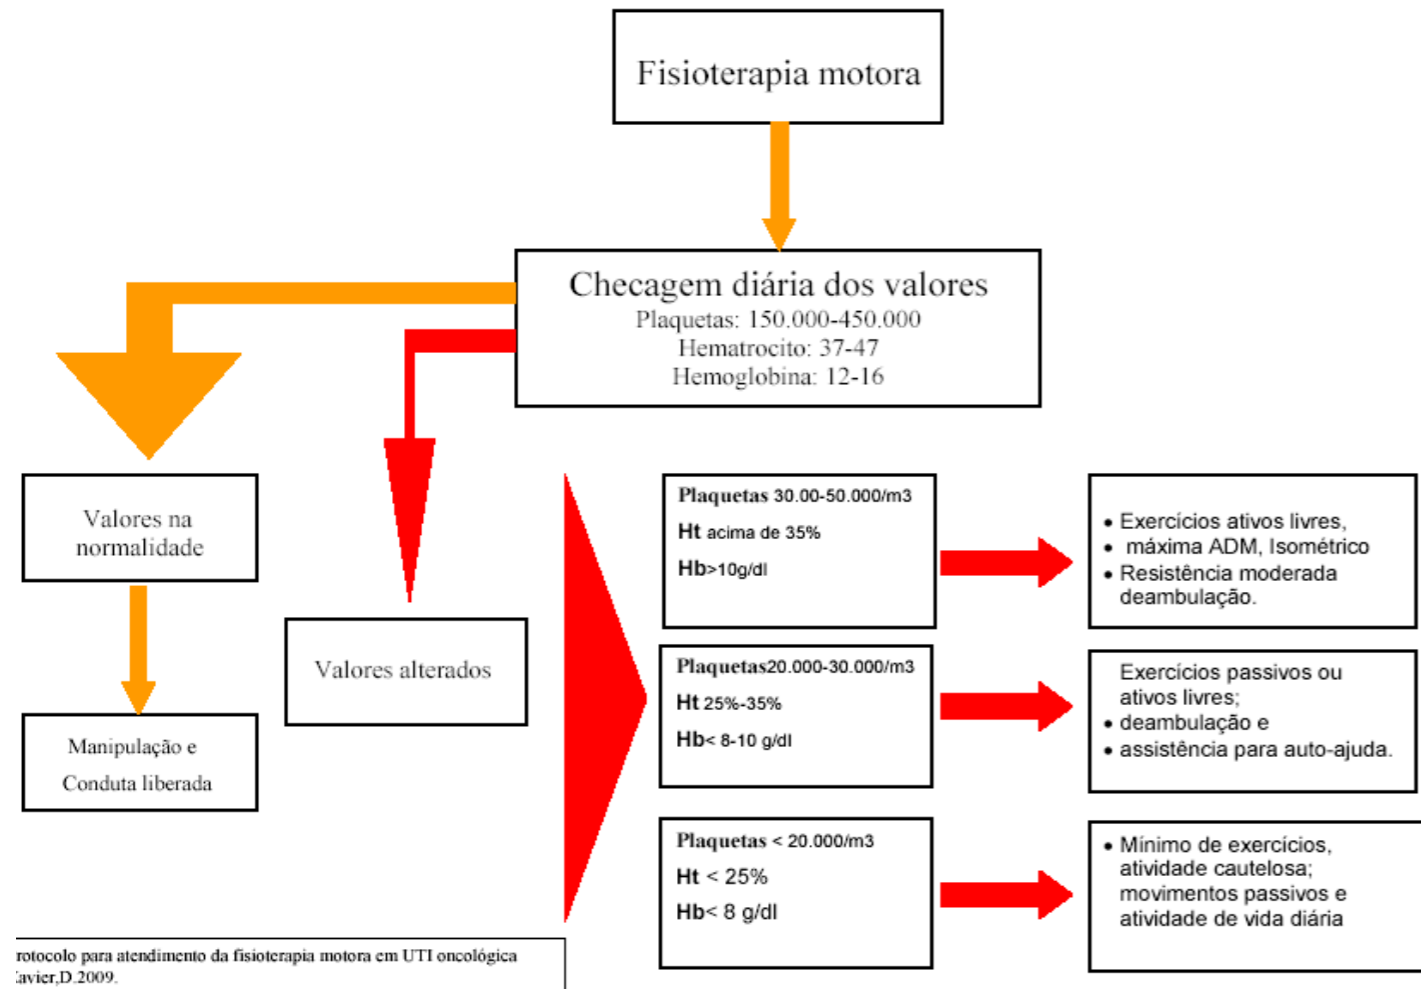 Fisioterapia motora
Checagem diária dos valores
Plaquetas: 150.000-450.000
Hematrocito: 37-47
Hemoglobina: 12-16
Valores na
normalidade
Manipulação e
Conduta liberada
Valores alterados
Plaquetas 30.00-50.000/m3
Ht acima de 35%
Hb>10g/dl
• Exercícios ativos livres,
• máxima ADM, Isométrico
• Resistência moderada
deambulação.
Plaquetas20.000-30.000/m3
Ht 25%-35%
Hb< 8-10 g/dl
Exercícios passivos ou
ativos livres;
• deambulação e
• assistência para auto-ajuda.
Plaquetas < 20.000/m3
Ht < 25%
Hb< 8 g/dl
• Mínimo de exercícios,
atividade cautelosa;
movimentos passivos e
atividade de vida diária
rotocolo para atendimento da fisioterapia motora em UTI oncológica
avier,D.2009.